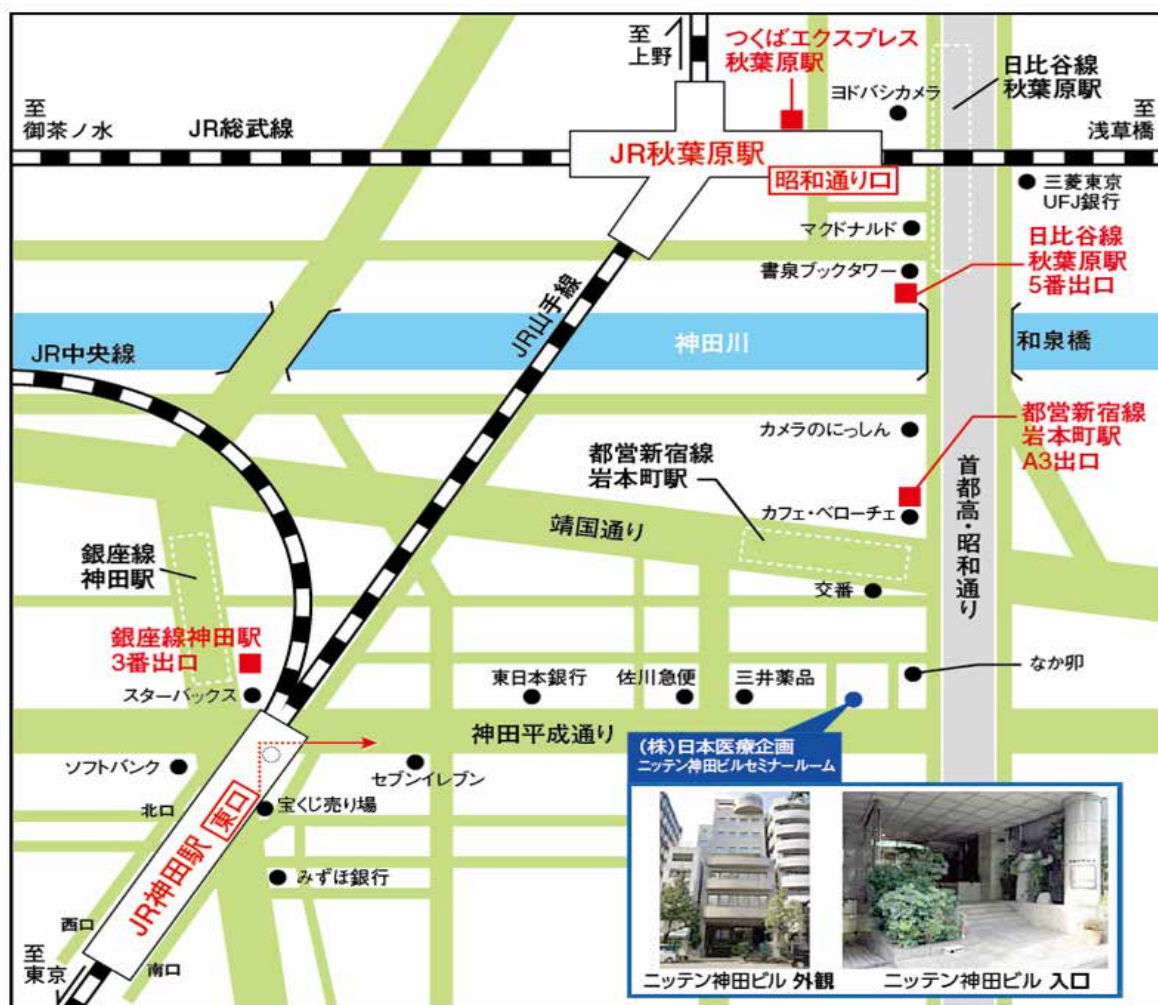 至
上野
つくばエクスプレス
秋葉原駅
ヨドバシカメラ
日比谷線
秋葉原駅
至
御茶ノ水
JR総武線
JR秋葉原駅
昭和通り口
至
浅草橋
三菱東京
UFJ銀行
マクドナルド
書泉ブックタワー
日比谷線
秋葉原駅
5番出口
JR山手線
神田川
和泉橋
JR中央線
カメラのにっしん
都営新宿線
岩本町駅
A3出口
都営新宿線
岩本町駅
カフェ・ベローチェ
首都高・昭和通り
靖国通り
銀座線
神田駅
交番
銀座線神田駅
3番出口
スターバックス
東日本銀行
佐川急便
三井薬品
なか卯
神田平成通り
(株)日本医療企画
ニッテン神田ビルセミナールーム
ソフトバンク
セブンイレブン
北口
東口
宝くじ売り場
JR神田駅
みずほ銀行
西口
南口
至
東京
ニッテン神田ビル 外観
ニッテン神田ビル 入口